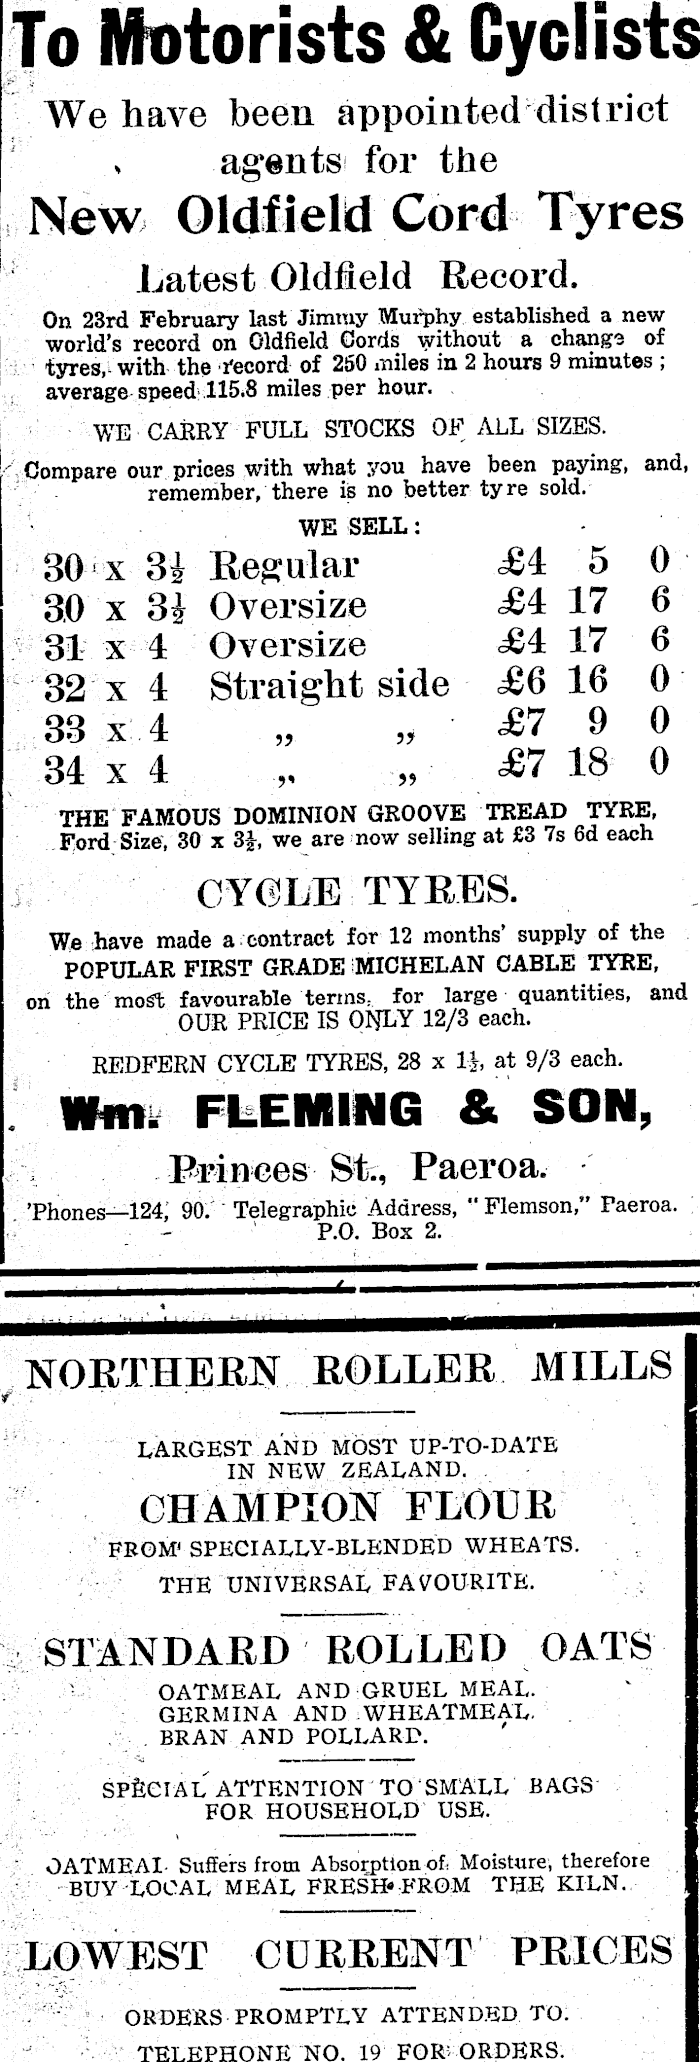 To Motorists & Cyclists
We have been appointed district
agents for the
New Oldfield Cord Tyres
Latest Oldfield Record.
On 23rd February last Jimmy Murphy established a new
world's record on Oldfield Cords without a change of
tyres, with the record of 250 miles in 2 hours 9 minutes;
average speed 115.8 miles per hour.
WE CARRY FULL STOCKS OF ALL SIZES.
Compare our prices with what you have been paying, and,
remember, there is no better tyre sold.
WE SELL:
30 x 3½ Regular £4 5 0
30 x 3½ Oversize £4 17 6
31 x 4 Oversize £4 17 6
32 x 4 Straight side £6 16 0
33 x 4 „ „ £7 9 0
34 x 4 „ „ £7 18 0
THE FAMOUS DOMINION GROOVE TREAD TYRE,
Ford Size, 30 x 3½, we are now selling at £3 7s 6d each
CYCLE TYRES.
We have made a contract for 12 months' supply of the
POPULAR FIRST GRADE MICHELAN CABLE TYRE,
on the most favourable terms, for large quantities, and
OUR PRICE IS ONLY 12/3 each.
REDFERN CYCLE TYRES, 28 x 1½, at 9/3 each.
Wm. FLEMING & SON,
Princes St., Paeroa.
'Phones—124, 90. Telegraphic Address, "Flemson," Paeroa.
P.O. Box 2.
NORTHERN ROLLER MILLS
LARGEST AND MOST UP-TO-DATE
IN NEW ZEALAND.
CHAMPION FLOUR
FROM SPECIALLY-BLENDED WHEATS.
THE UNIVERSAL FAVOURITE.
STANDARD ROLLED OATS
OATMEAL AND GRUEL MEAL.
GERMINA AND WHEATMEAL.
BRAN AND POLLARD.
SPECIAL ATTENTION TO SMALL BAGS
FOR HOUSEHOLD USE.
OATMEAL Suffers from Absorption of Moisture, therefore
BUY LOCAL MEAL FRESH FROM THE KILN.
LOWEST CURRENT PRICES
ORDERS PROMPTLY ATTENDED TO.
TELEPHONE NO. 19 FOR ORDERS.